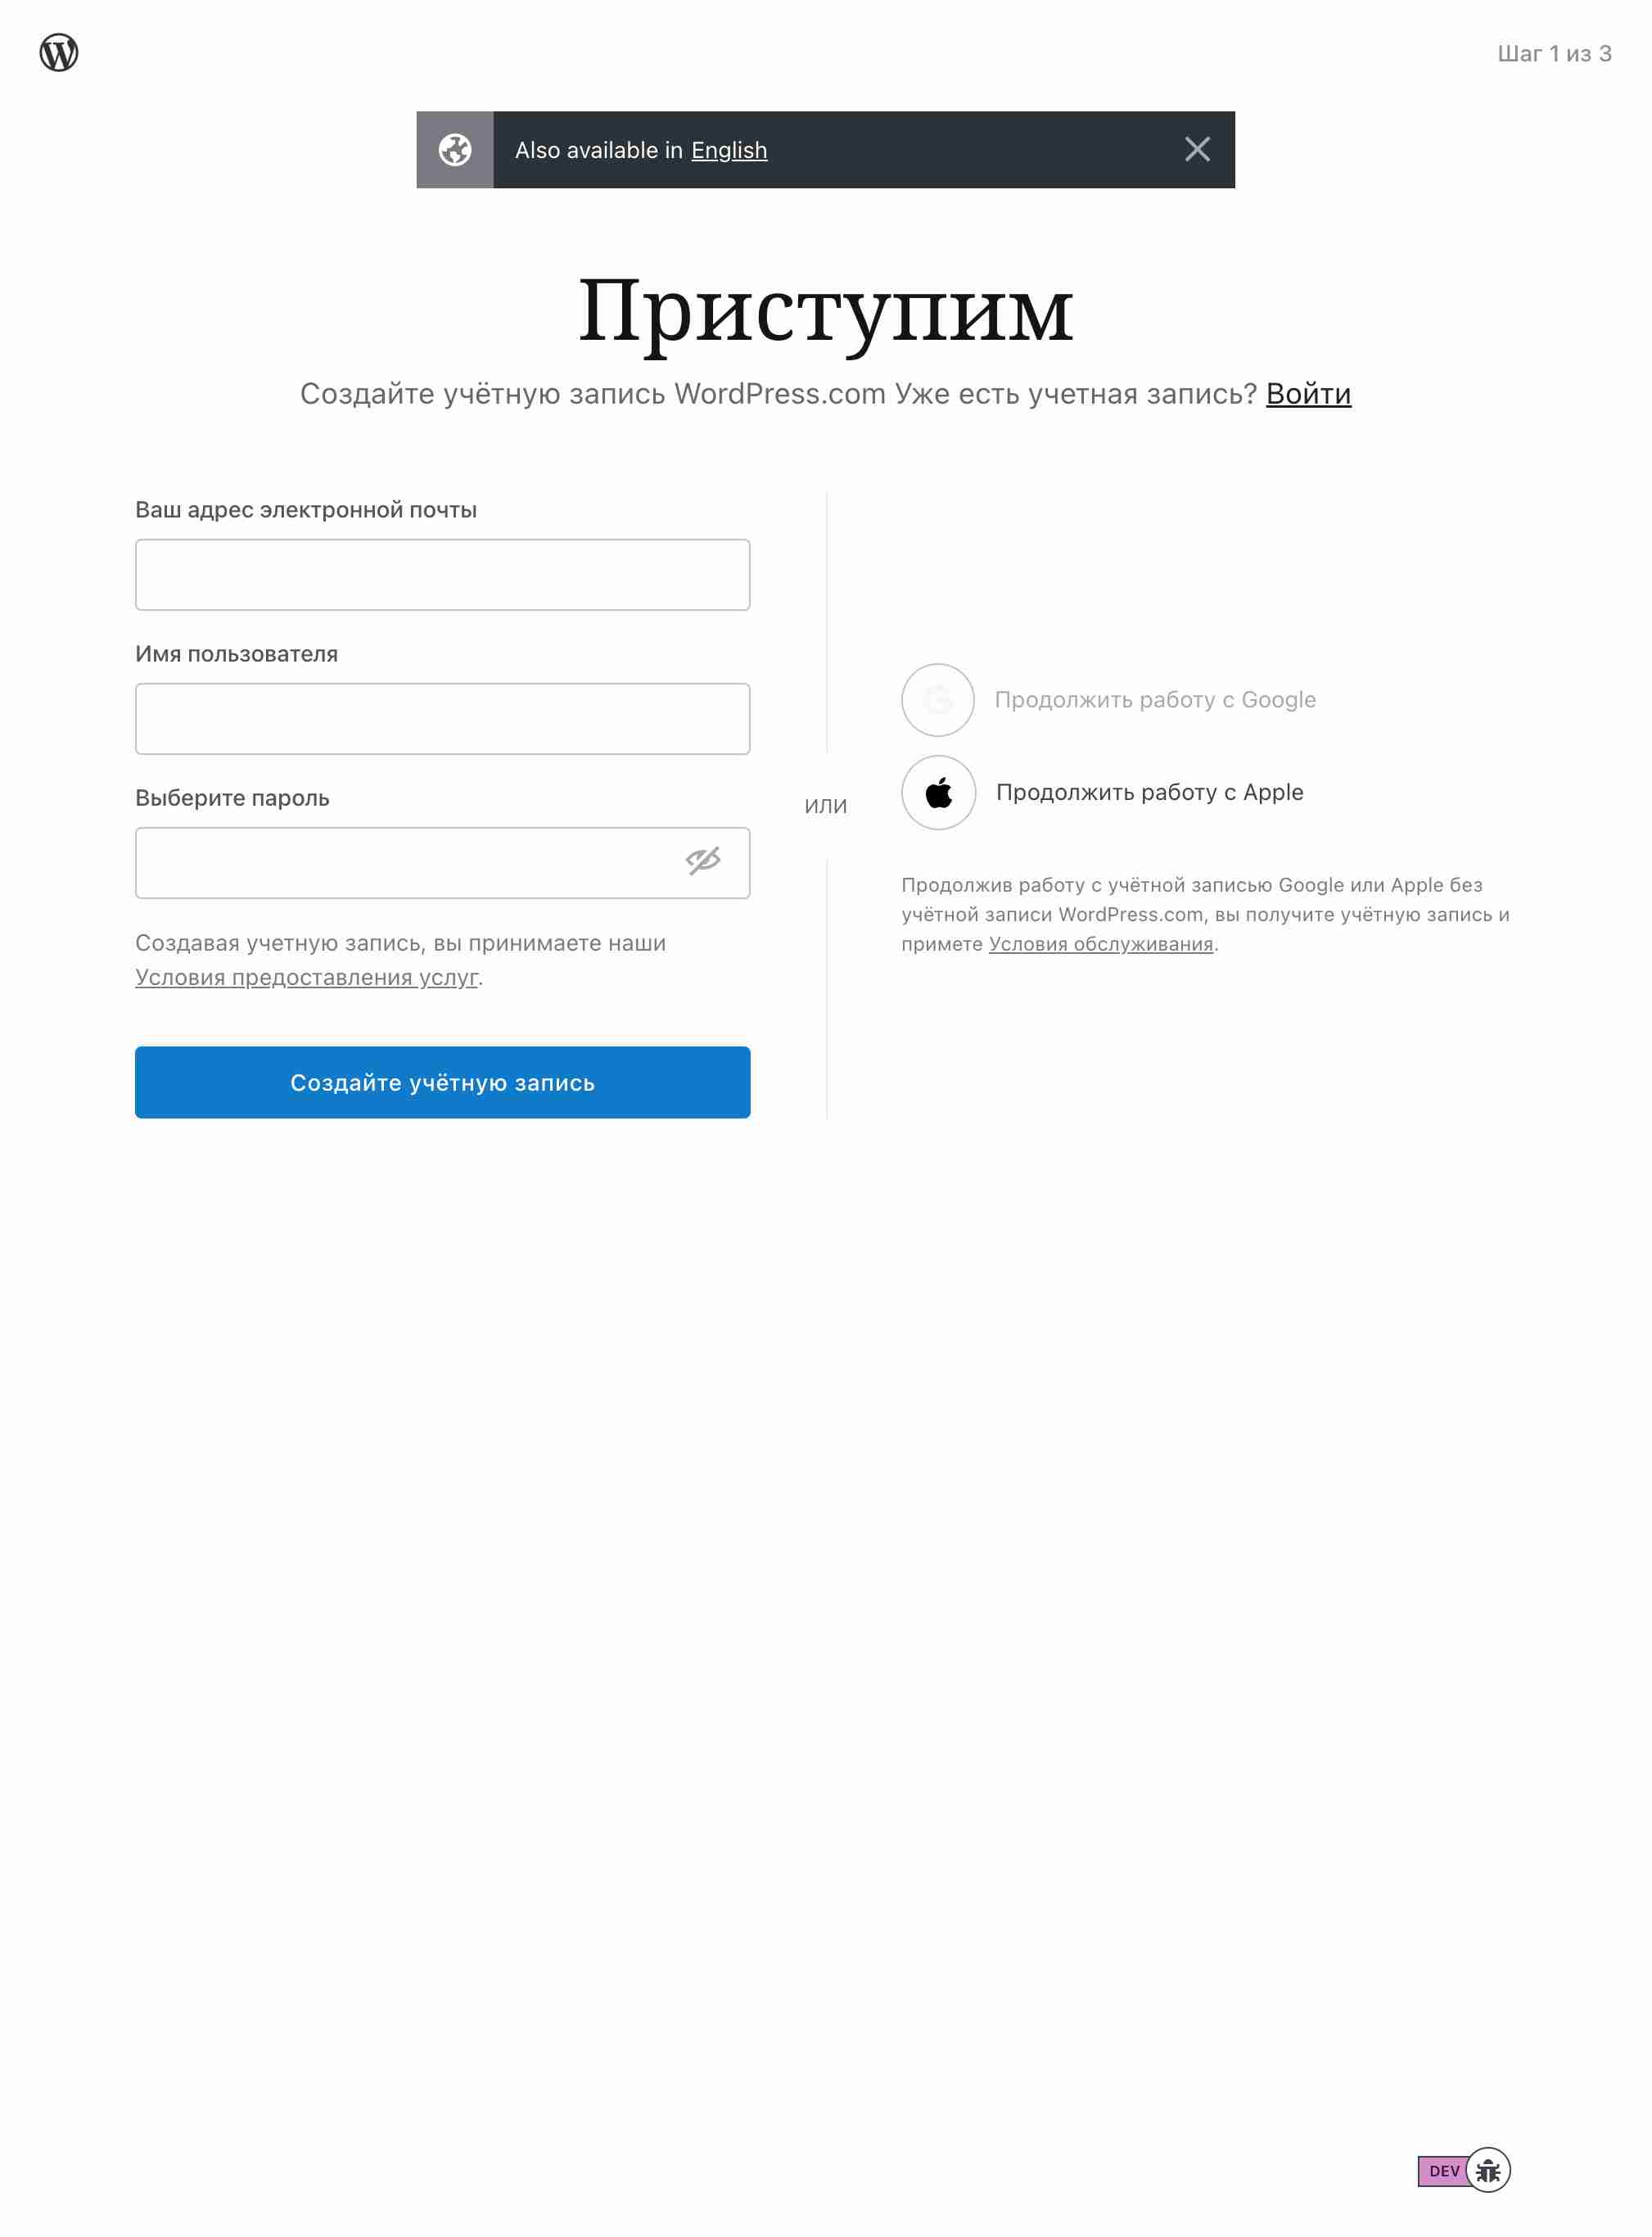 Шаг 1 из 3
Also available in English
Приступим
Создайте учётную запись WordPress.com Уже есть учетная запись? Войти
Ваш адрес электронной почты
Имя пользователя
Выберите пароль
Создавая учетную запись, вы принимаете наши
Условия предоставления услуг.
Создайте учётную запись
ИЛИ
Продолжить работу с Google
Продолжить работу с Apple
Продолжив работу с учётной записью Google или Apple без
учётной записи WordPress.com, вы получите учётную запись и
примете Условия обслуживания.
DEV